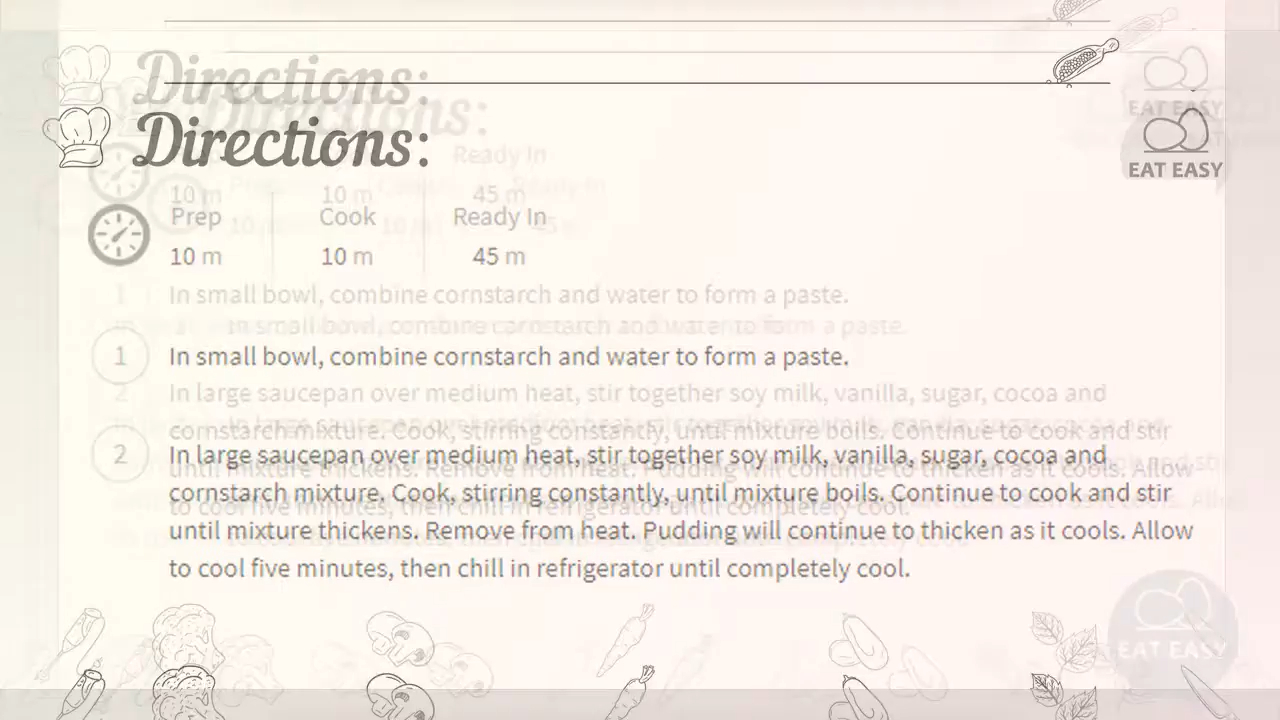 Directions:
EAT EASY
Prep Cook Ready In
10 m 10 m 45 m
1 In small bowl, combine cornstarch and water to form a paste.
2 In large saucepan over medium heat, stir together soy milk, vanilla, sugar, cocoa and
cornstarch mixture. Cook, stirring constantly, until mixture boils. Continue to cook and stir
until mixture thickens. Remove from heat. Pudding will continue to thicken as it cools. Allow
to cool five minutes, then chill in refrigerator until completely cool.
EAT EASY